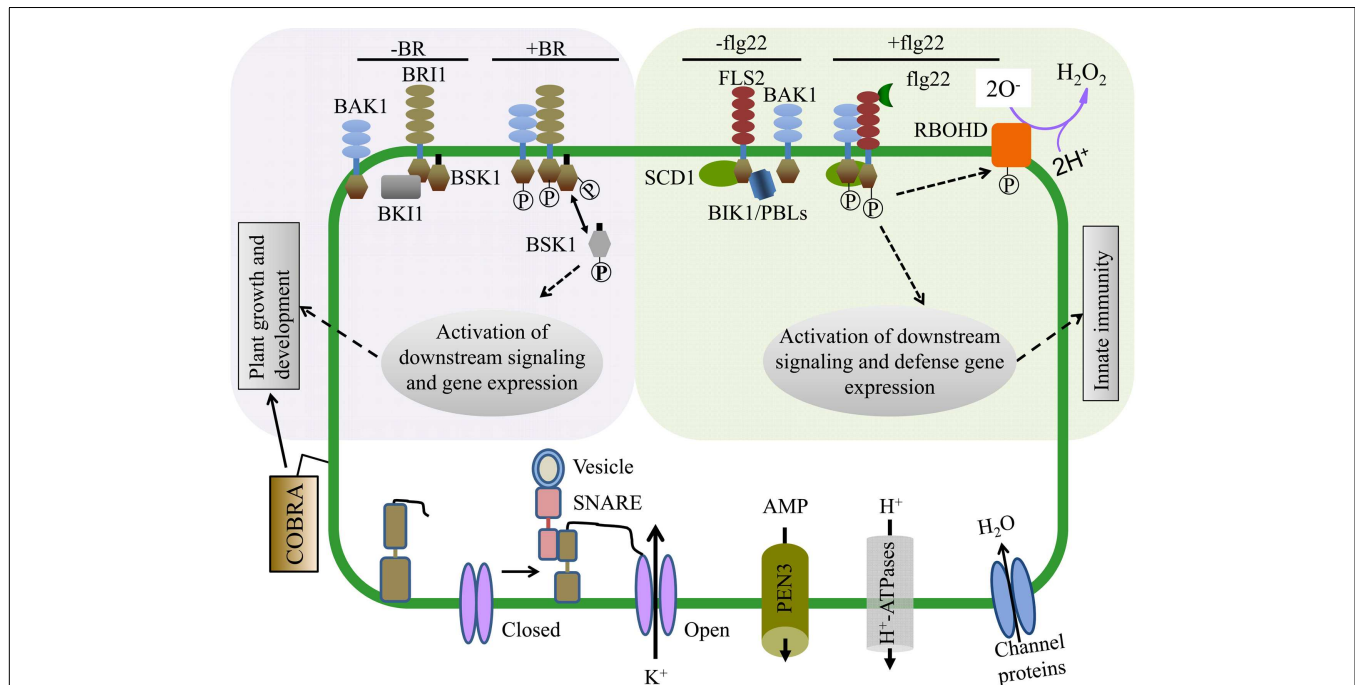 -BR
+BR
BRI1
BAK1
BSK1
BKI1
P
P
P
BSK1
P
Activation of
downstream signaling
and gene expression
Plant growth and
development
COBRA
-flg22
+flg22
FLS2
flg22
BAK1
SCD1
BIK1/PBLs
P
P
RBOHD
P
2O-
H2O2
2H+
Activation of downstream
signaling and defense gene
expression
Innate immunity
Vesicle
SNARE
Closed
Open
K+
AMP
PEN3
H+
H+-ATPases
H2O
Channel
proteins